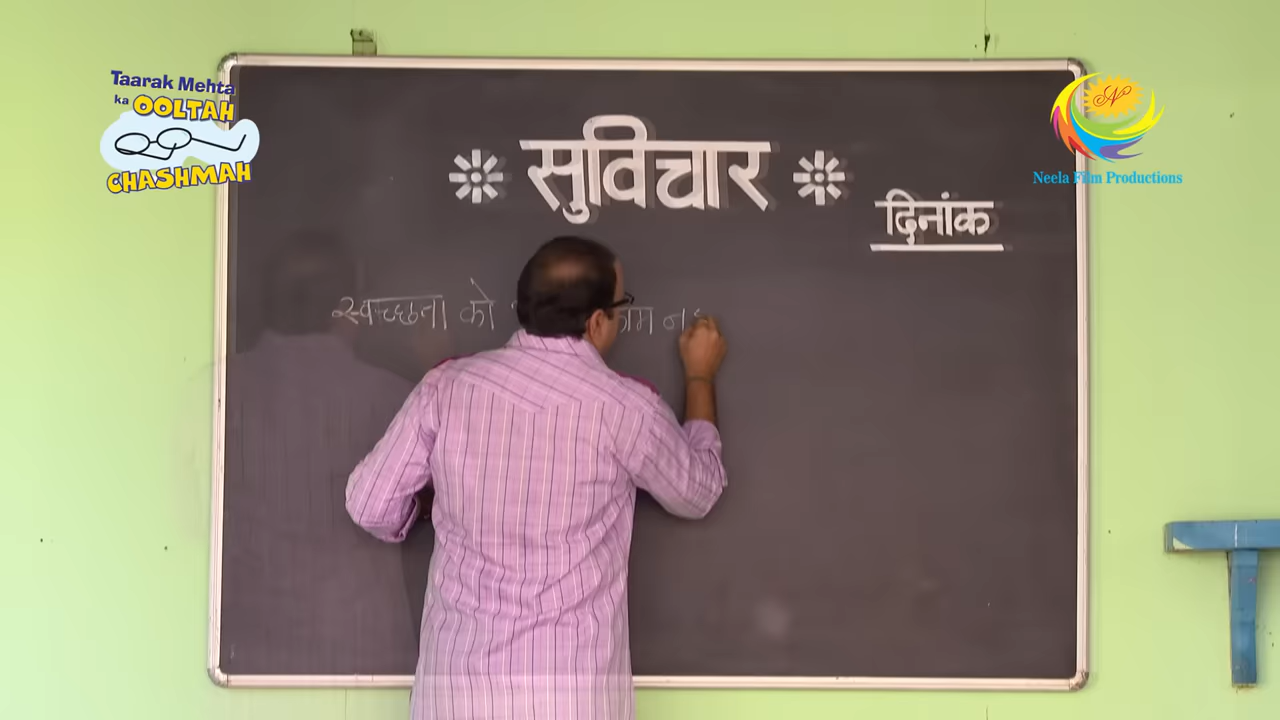 Taarak Mehta
ka OOLTAH
CHASHMAH
Neela Film Productions
सुविचार
दिनांक
स्वच्छता को